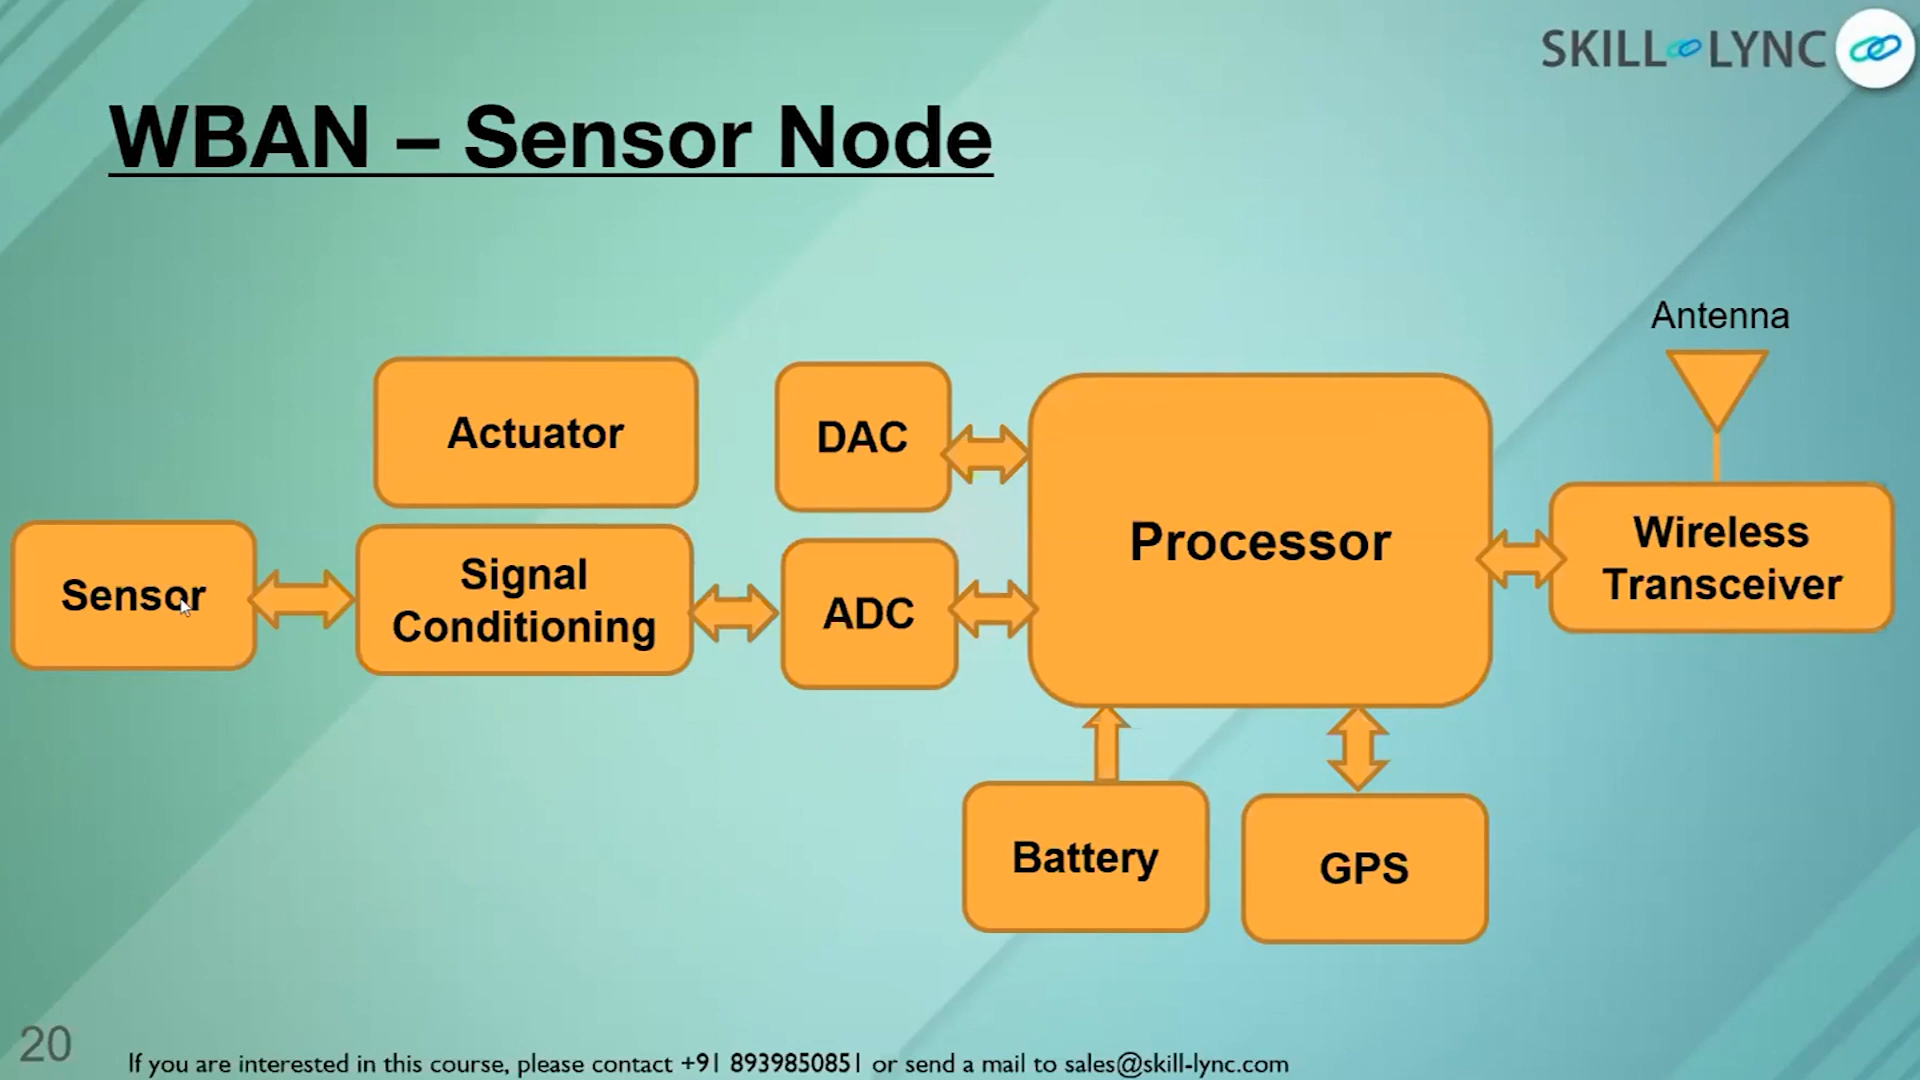 SKILL LYNC
WBAN – Sensor Node
Antenna
Actuator
DAC
Processor
Wireless
Transceiver
Sensor
Signal
Conditioning
ADC
Battery
GPS
20
If you are interested in this course, please contact +91 8939850851 or send a mail to sales@skill-lync.com